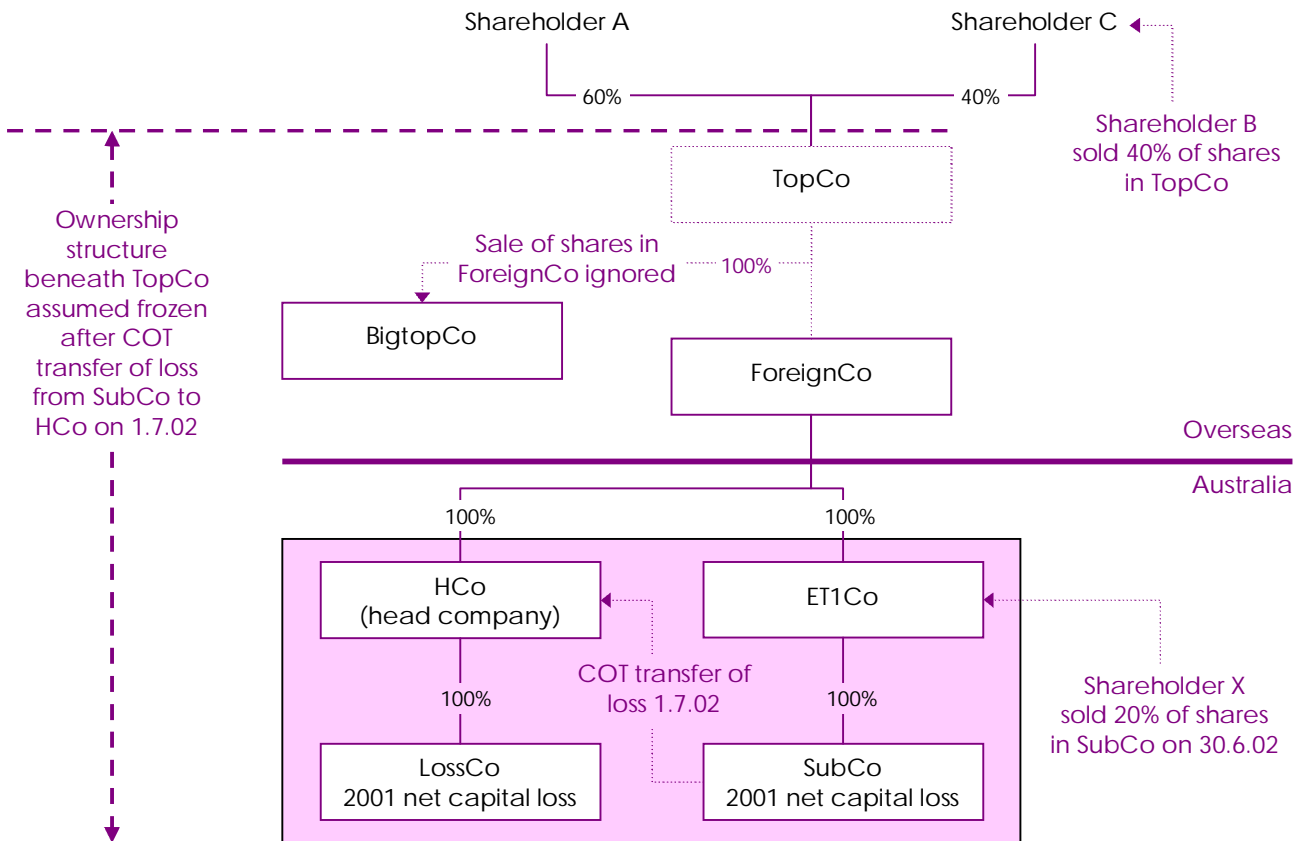 Shareholder A
Shareholder C
60%
40%
Shareholder B
sold 40% of shares
in TopCo
TopCo
Ownership
structure
beneath TopCo
assumed frozen
after COT
transfer of loss
from SubCo to
HCo on 1.7.02
Sale of shares in
ForeignCo ignored
100%
BigtopCo
ForeignCo
Overseas
Australia
100%
100%
HCo
(head company)
ET1Co
COT transfer of
loss 1.7.02
100%
100%
Shareholder X
sold 20% of shares
in SubCo on 30.6.02
LossCo
2001 net capital loss
SubCo
2001 net capital loss